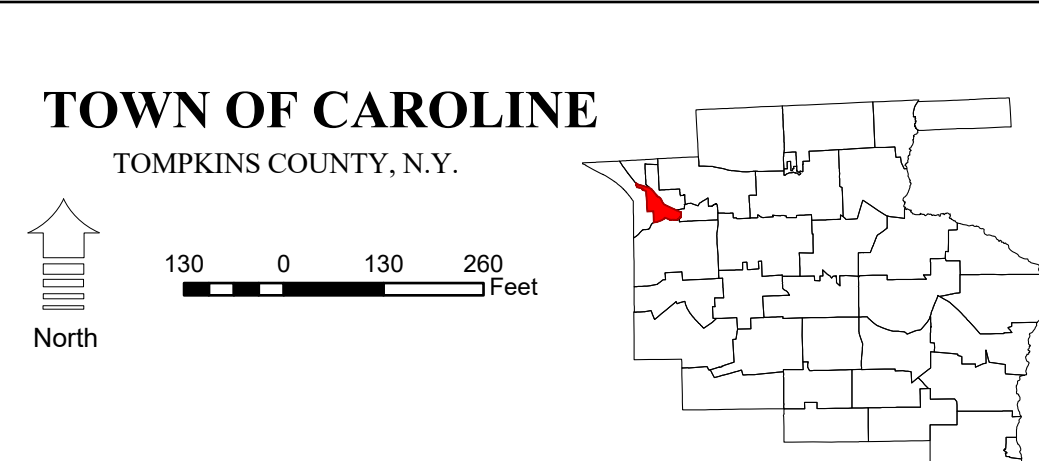 TOWN OF CAROLINE
TOMPKINS COUNTY, N.Y.
130 0 130 260
Feet
North